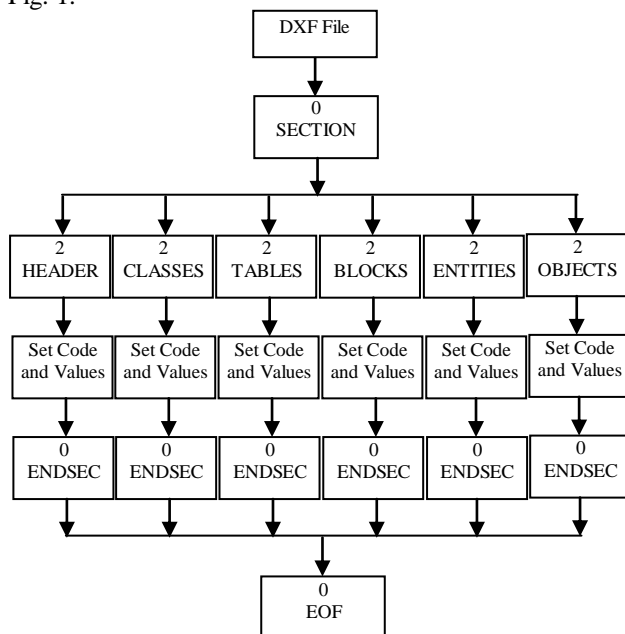 Fig. 1.
DXF File
0
SECTION
2
HEADER
2
CLASSES
2
TABLES
2
BLOCKS
2
ENTITIES
2
OBJECTS
Set Code
and Values
Set Code
and Values
Set Code
and Values
Set Code
and Values
Set Code
and Values
Set Code
and Values
0
ENDSEC
0
ENDSEC
0
ENDSEC
0
ENDSEC
0
ENDSEC
0
ENDSEC
0
EOF